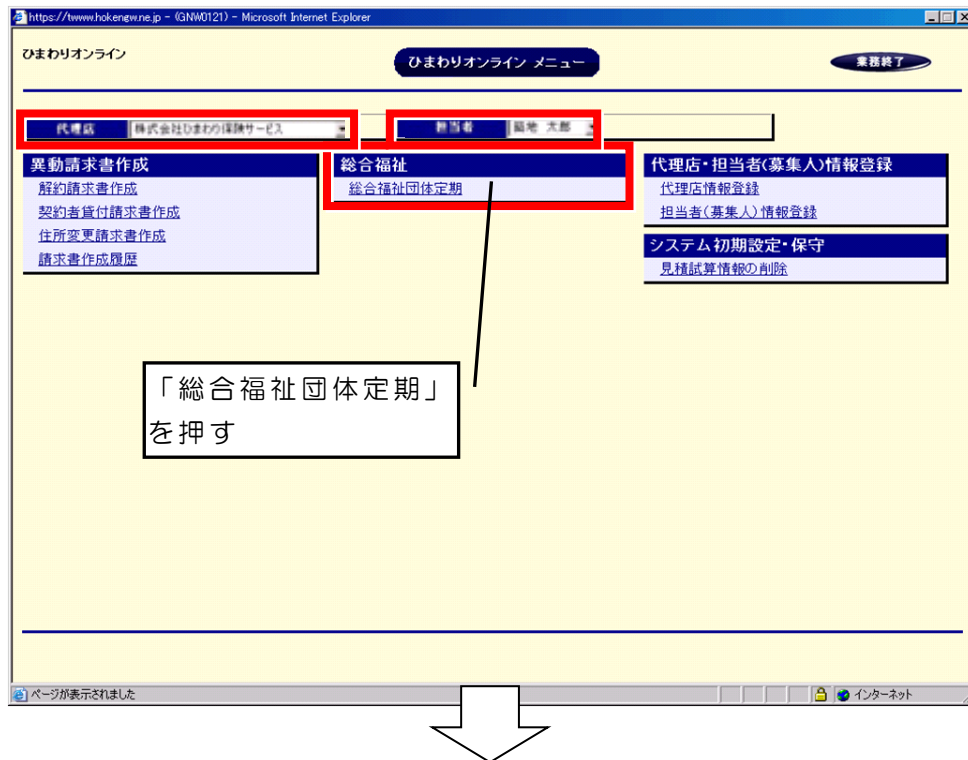 https://twww.hokengw.ne.jp - (GNW0121) - Microsoft Internet Explorer
ひまわりオンライン
ひまわりオンライン メニュー
業務終了
代理店 株式会社ひまわり保険サービス 担当者 築地 太郎
異動請求書作成
解約請求書作成
契約者貸付請求書作成
住所変更請求書作成
請求書作成履歴
総合福祉
総合福祉団体定期
代理店・担当者(募集人)情報登録
代理店情報登録
担当者(募集人)情報登録
システム初期設定・保守
見積試算情報の削除
「総合福祉団体定期」
を押す
ページが表示されました
インターネット